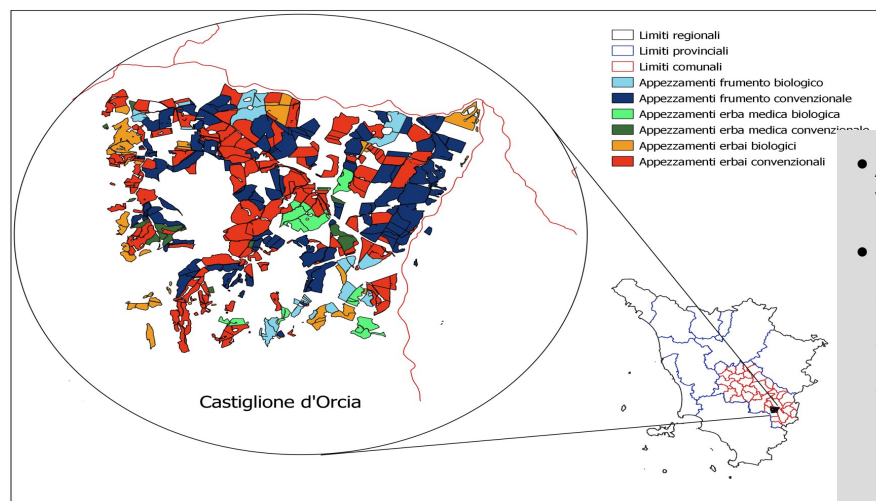 Limiti regionali
Limiti provinciali
Limiti comunali
Appezzamenti frumento biologico
Appezzamenti frumento convenzionale
Appezzamenti erba medica biologica
Appezzamenti erba medica convenzionale
Appezzamenti erbai biologici
Appezzamenti erbai convenzionali
Castiglione d'Orcia